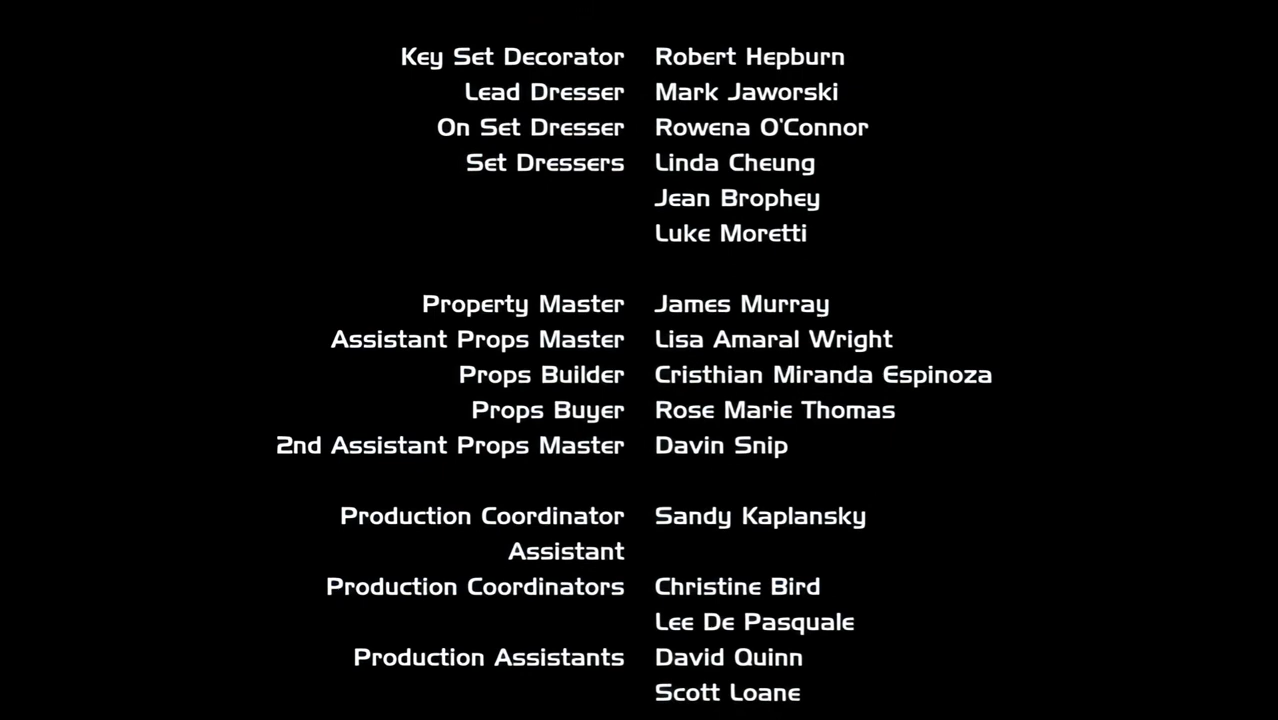 Key Set Decorator Robert Hepburn
Lead Dresser Mark Jaworski
On Set Dresser Rowena O'Connor
Set Dressers Linda Cheung
Jean Brophey
Luke Moretti
Property Master James Murray
Assistant Props Master Lisa Amaral Wright
Props Builder Cristhian Miranda Espinoza
Props Buyer Rose Marie Thomas
2nd Assistant Props Master Davin Snip
Production Coordinator Sandy Kaplansky
Assistant
Production Coordinators Christine Bird
Lee De Pasquale
Production Assistants David Quinn
Scott Loane